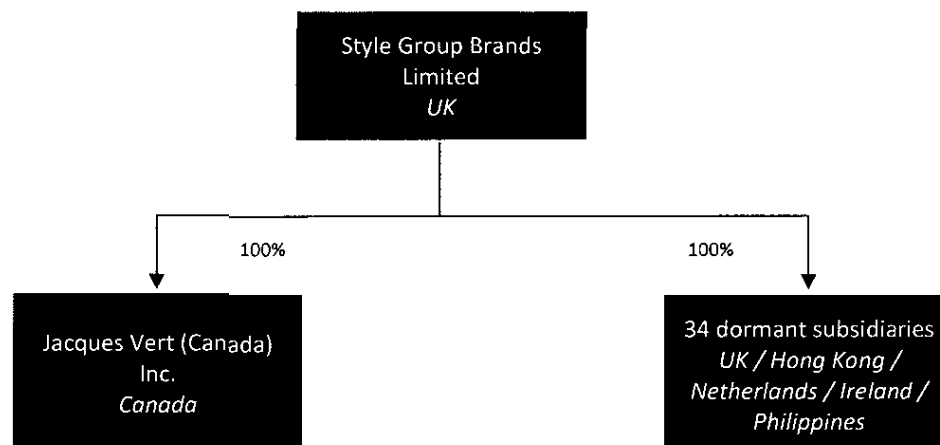 Style Group Brands
Limited
UK
100%
100%
Jacques Vert (Canada)
Inc.
Canada
34 dormant subsidiaries
UK / Hong Kong /
Netherlands / Ireland /
Philippines